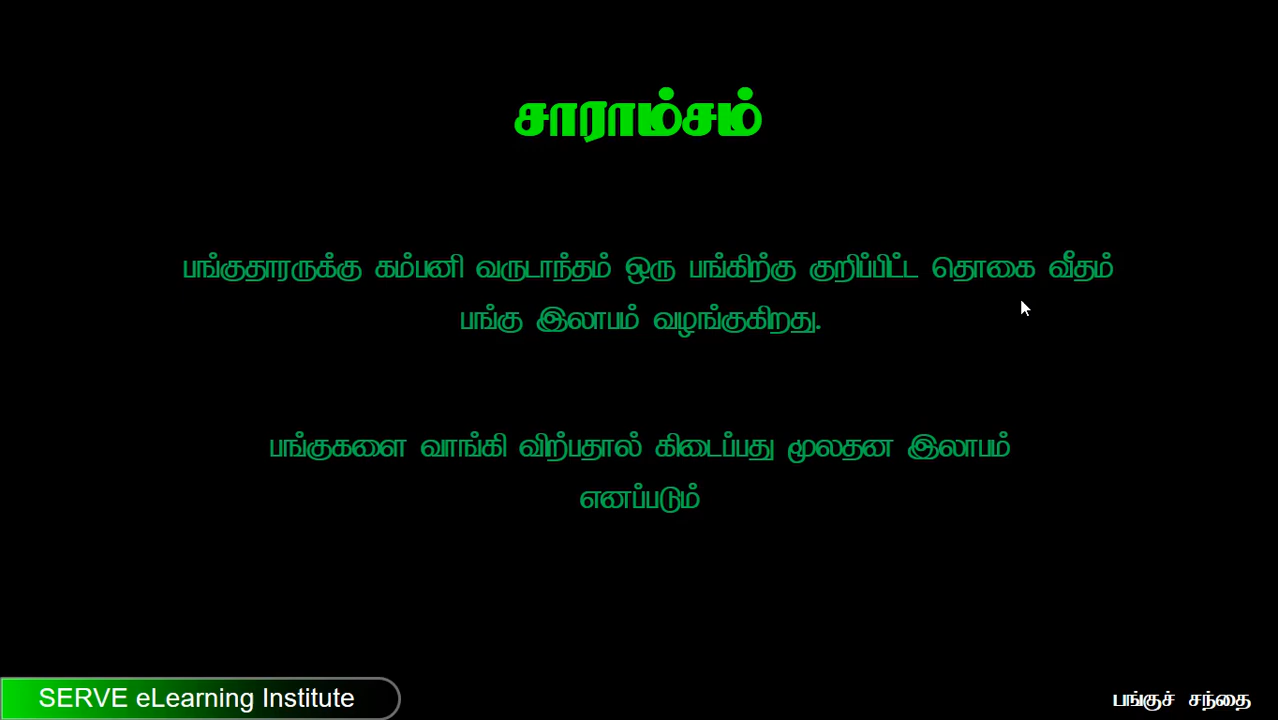 சாராம்சம்
பங்குதாரருக்கு கம்பனி வருடாந்தம் ஒரு பங்கிற்கு குறிப்பிட்ட தொகை வீதம்
பங்கு இலாபம் வழங்குகிறது.
பங்குகளை வாங்கி விற்பதால் கிடைப்பது மூலதன இலாபம்
எனப்படும்
SERVE eLearning Institute
பங்குச் சந்தை